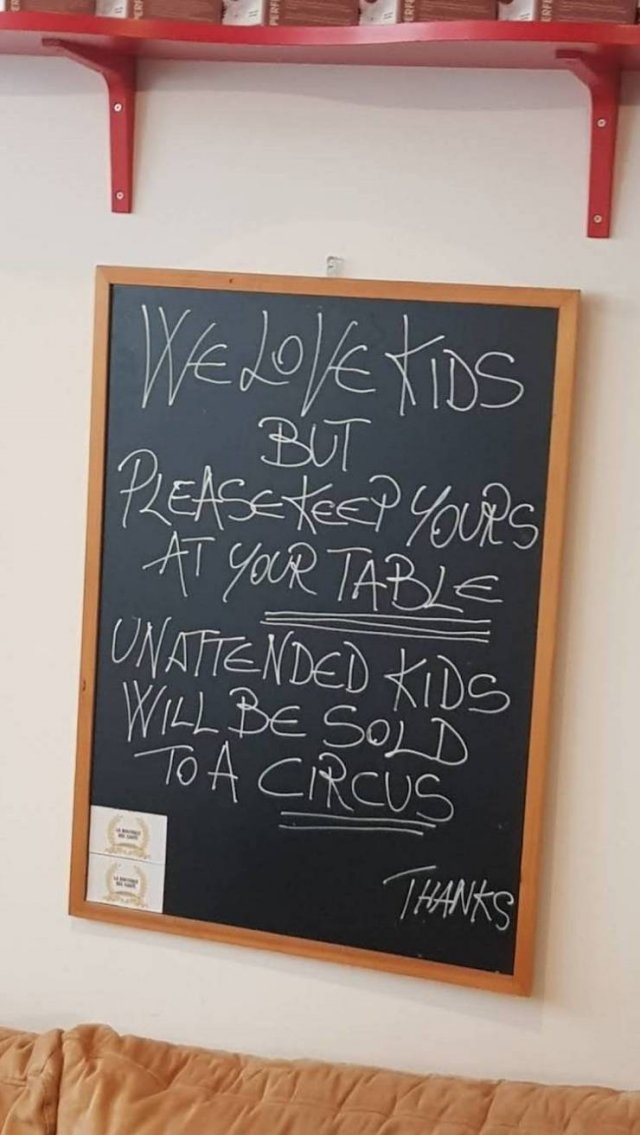 WE LOVE KIDS
BUT
PLEASE KEEP YOURS
AT YOUR TABLE
UNATTENDED KIDS
WILL BE SOLD
TO A CIRCUS
THANKS